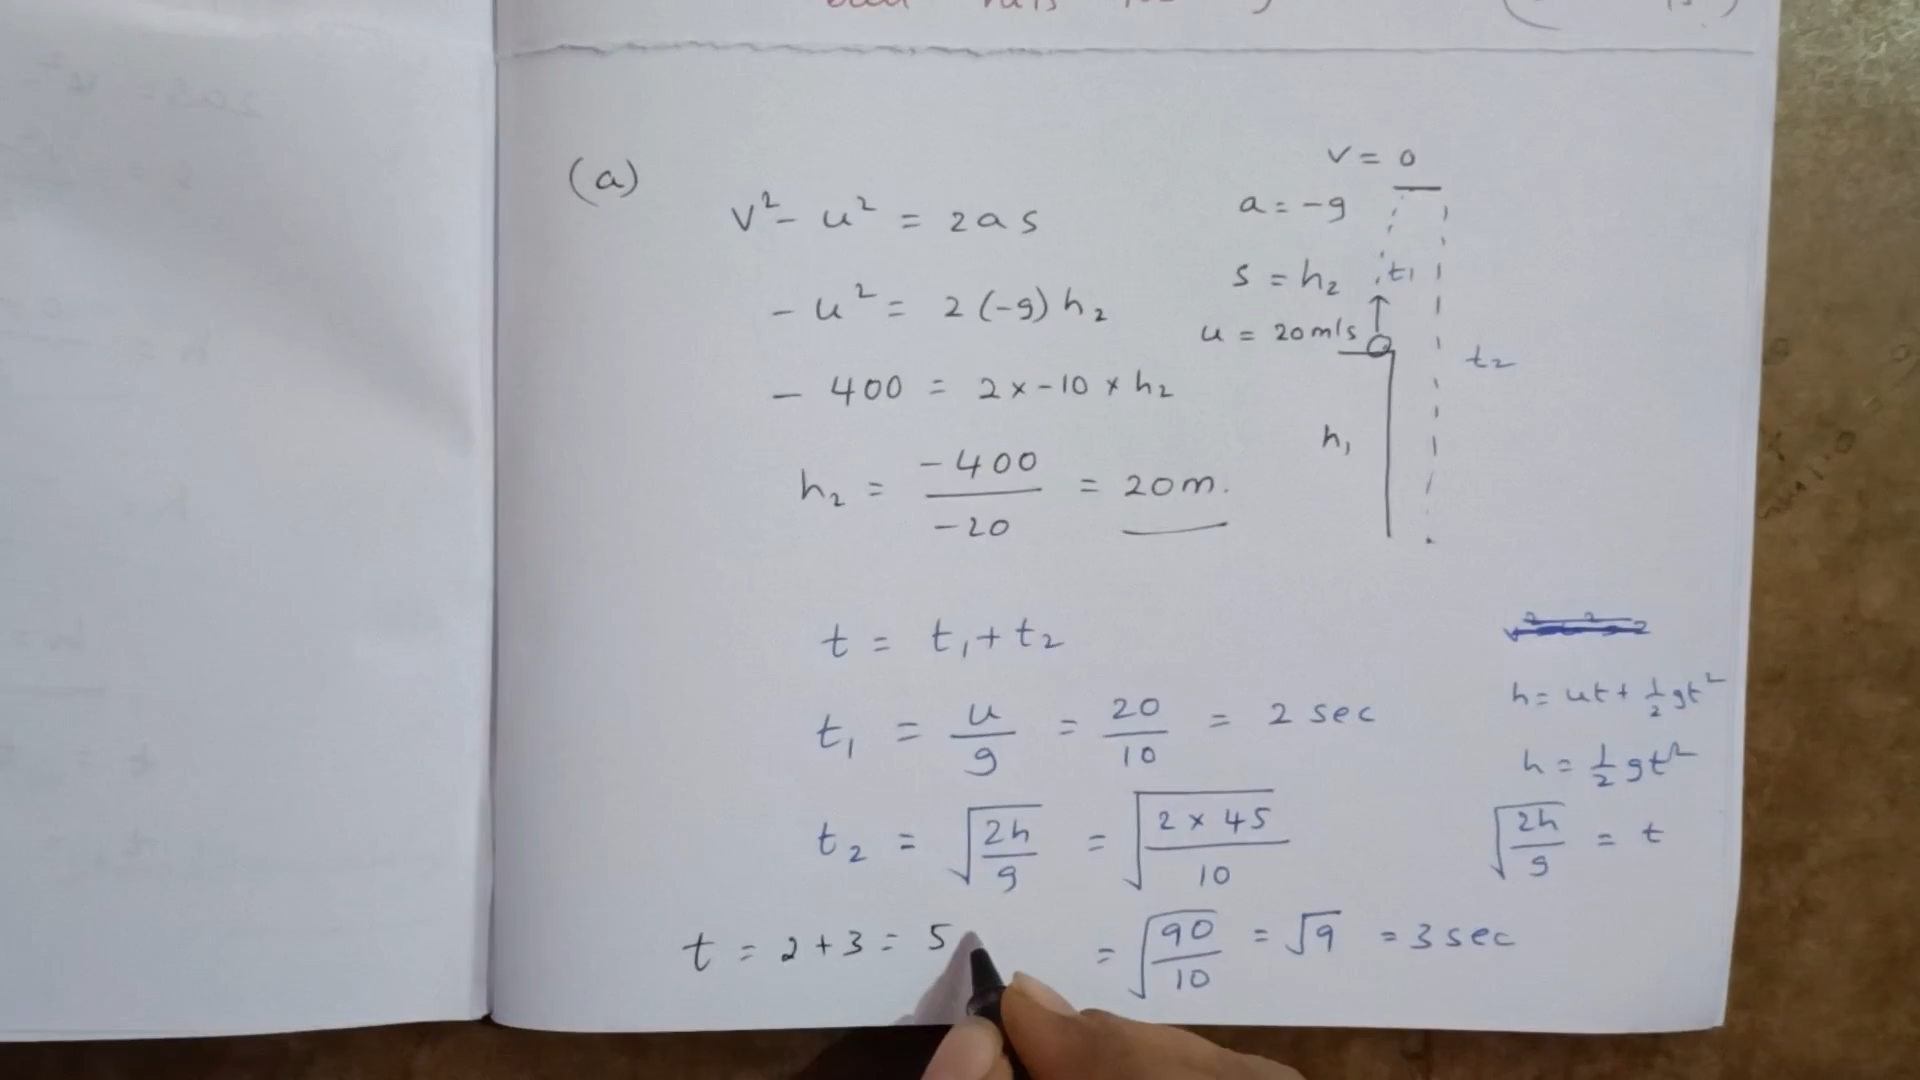 (a)
v² - u² = 2as
- u² = 2(-g)h₂
- 400 = 2 x -10 x h₂
h₂ = -400 / -20 = 20m.
v = 0
a = -g
s = h₂ t₁
u = 20m/s
t₂
h₁
t = t₁ + t₂
t₁ = u/g = 20/10 = 2 sec
t₂ = √(2h/g) = √(2 x 45 / 10)
= √(90/10) = √9 = 3 sec
t = 2 + 3 = 5
h = ut + ½gt²
h = ½gt²
√(2h/g) = t